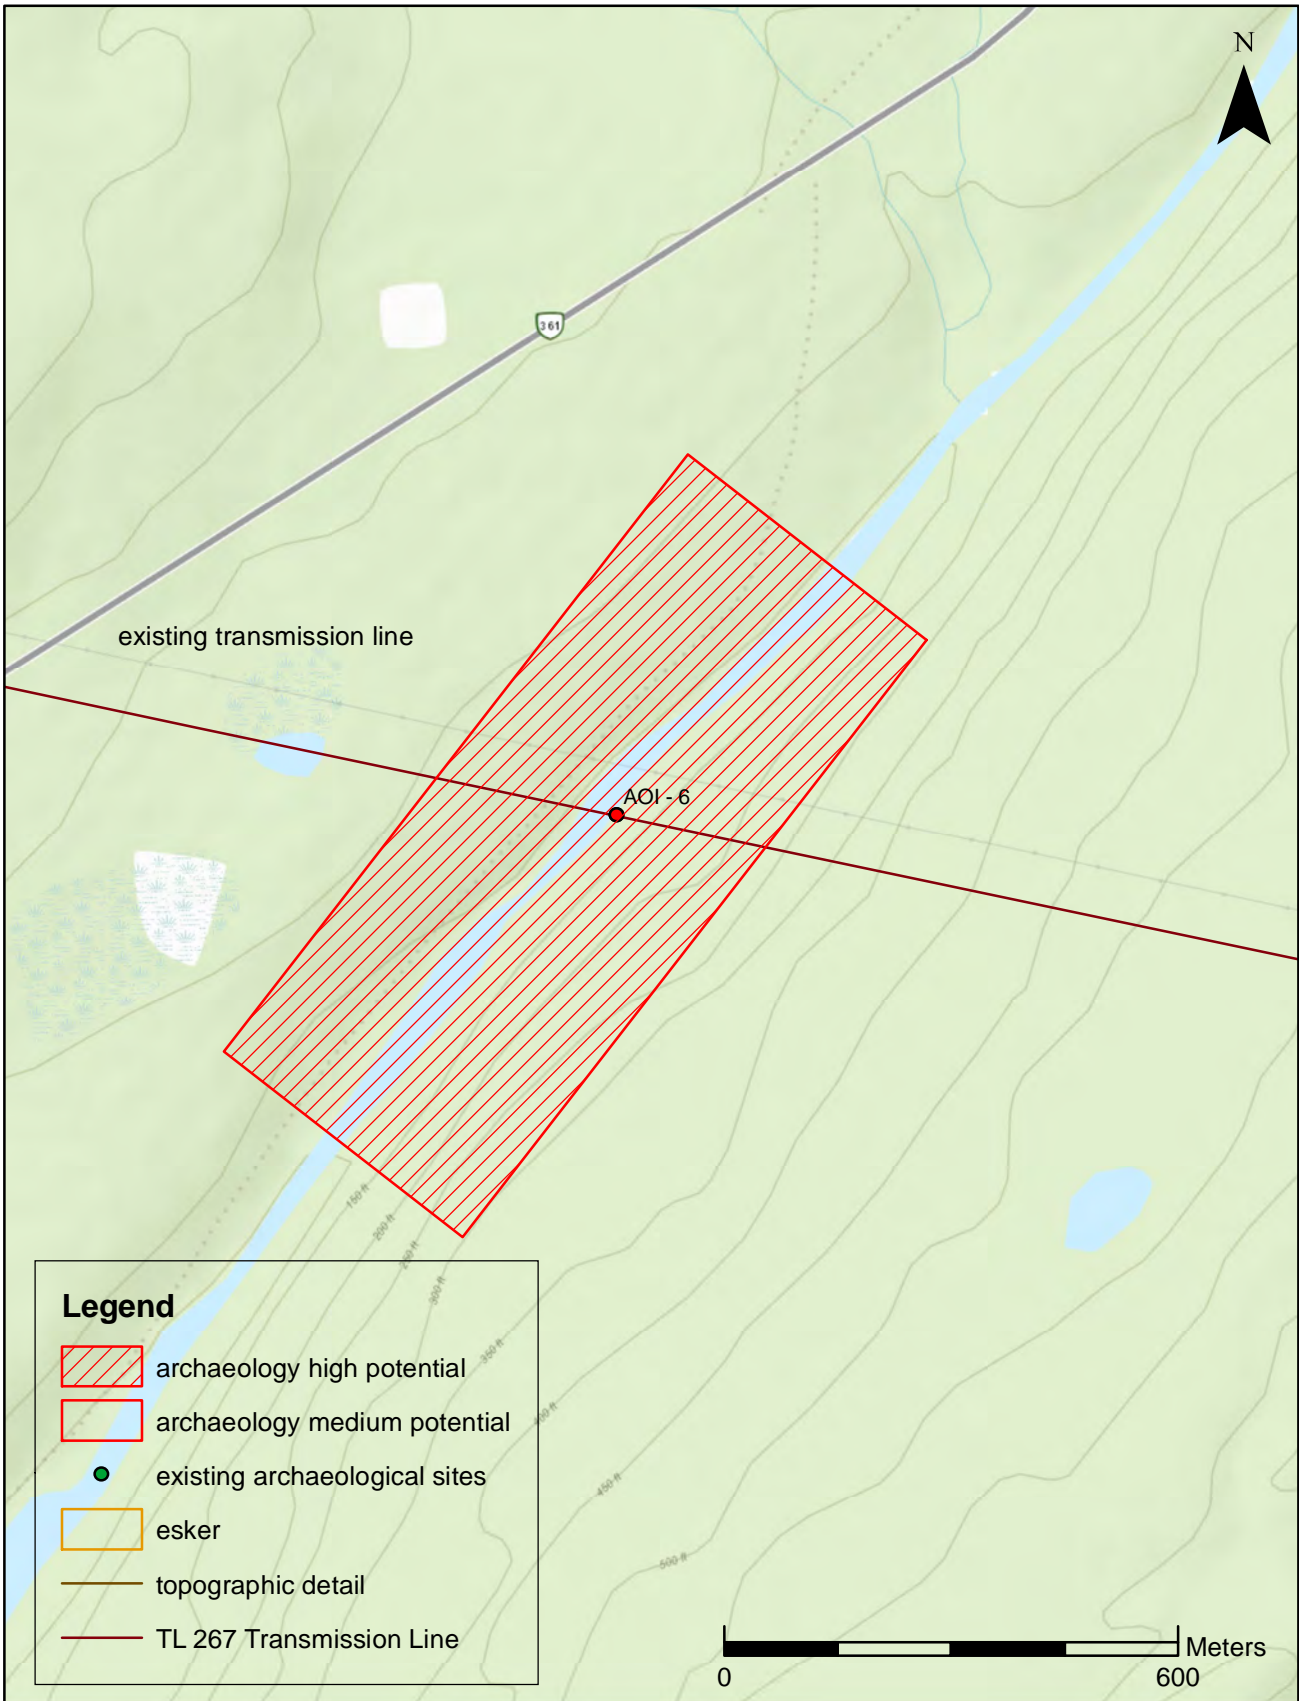 N
361
existing transmission line
AOI - 6
150 ft
200 ft
250 ft
300 ft
350 ft
400 ft
450 ft
500 ft
Legend
archaeology high potential
archaeology medium potential
existing archaeological sites
esker
topographic detail
TL 267 Transmission Line
Meters
0
600